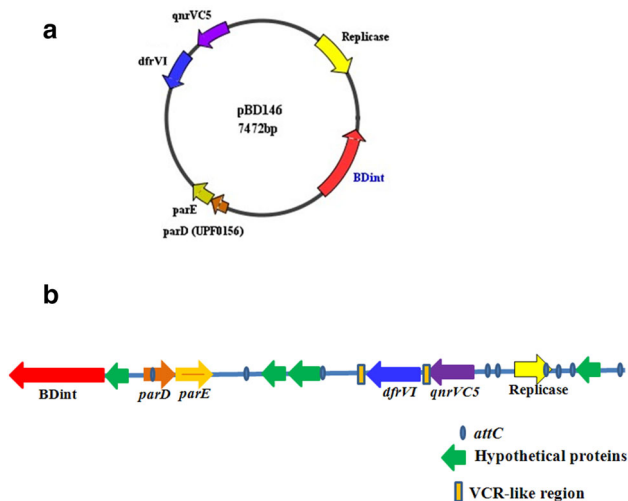 a
qnrVC5
Replicase
dfrVI
pBD146
7472bp
BDint
parE
parD (UPF0156)
b
BDint
parD
parE
dfrVI
qnrVC5
Replicase
attC
Hypothetical proteins
VCR-like region